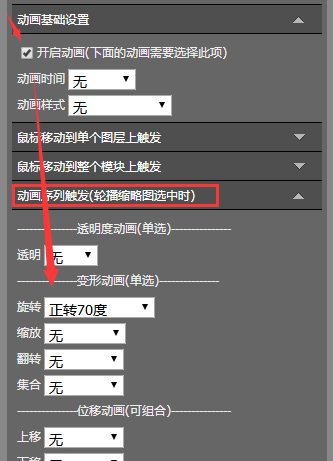 动画基础设置
开启动画(下面的动画需要选择此项)
动画时间 无
动画样式 无
鼠标移动到单个图层上触发
鼠标移动到整个模块上触发
动画序列触发(轮播缩略图选中时)
---------------透明度动画(单选)---------------
透明 无
---------------变形动画(单选)---------------
旋转 正转70度
缩放 无
翻转 无
集合 无
---------------位移动画(可组合)---------------
上移 无
下移 无